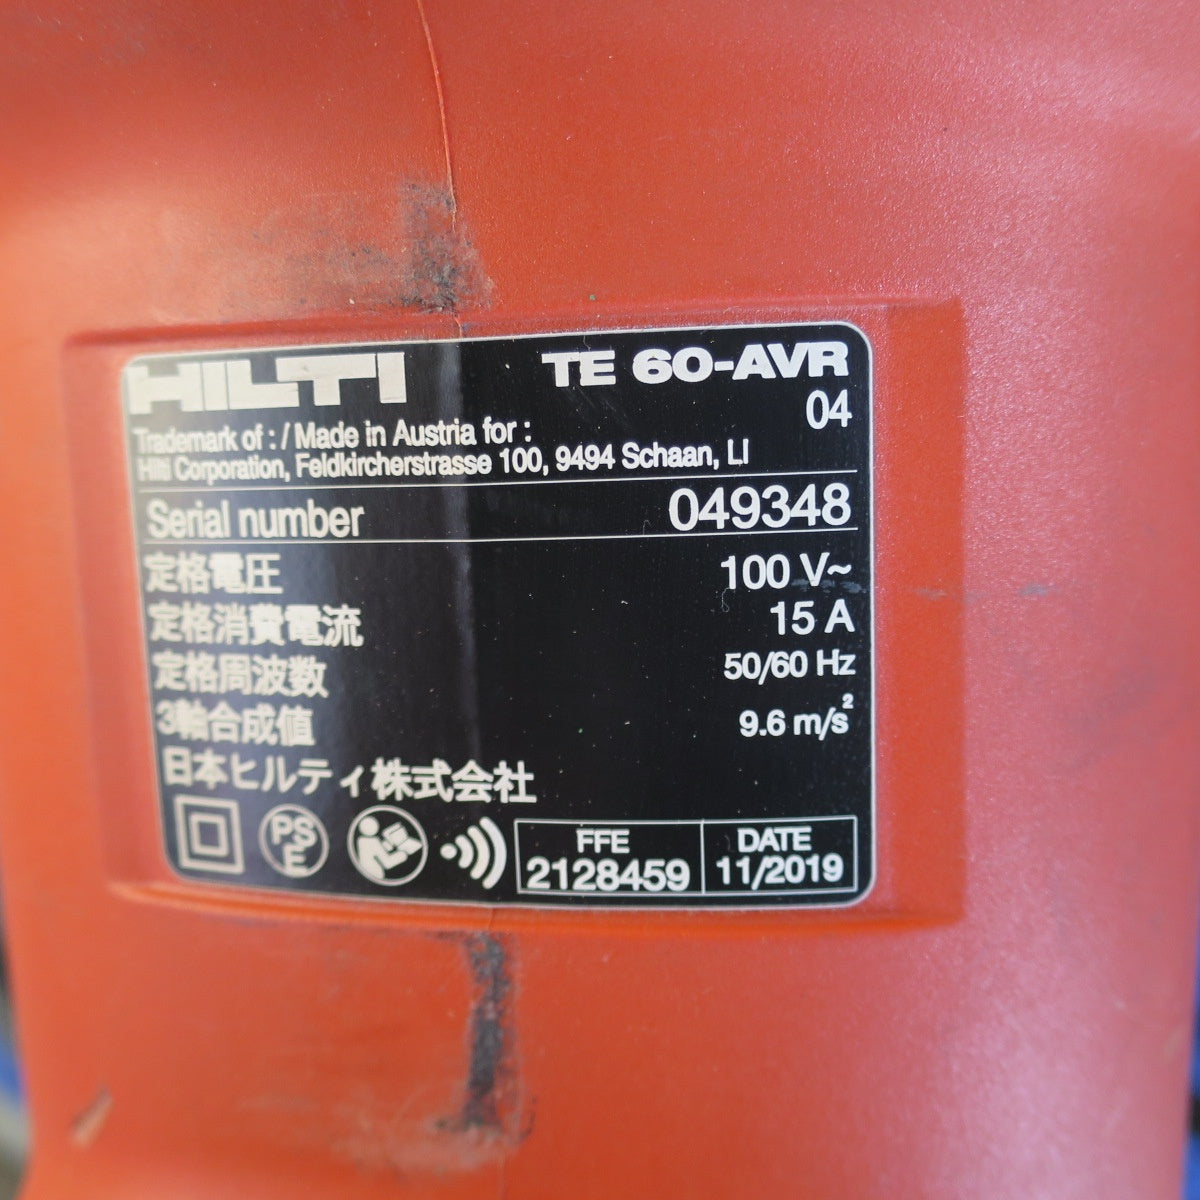 HILTI TE 60-AVR
04
Trademark of : / Made in Austria for :
Hilti Corporation, Feldkircherstrasse 100, 9494 Schaan, LI
Serial number 049348
定格電圧 100 V~
定格消費電流 15 A
定格周波数 50/60 Hz
3軸合成値 9.6 m/s²
日本ヒルティ株式会社
PS
E
FFE DATE
2128459 11/2019